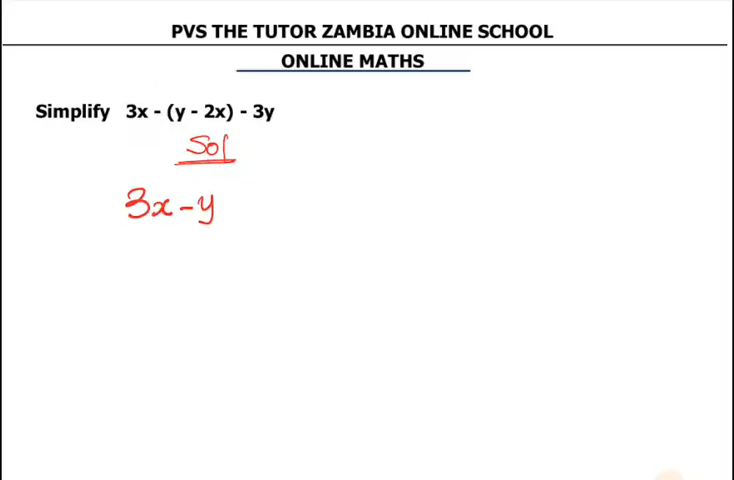 PVS THE TUTOR ZAMBIA ONLINE SCHOOL
ONLINE MATHS
Simplify 3x - (y - 2x) - 3y
Sol
3x - y